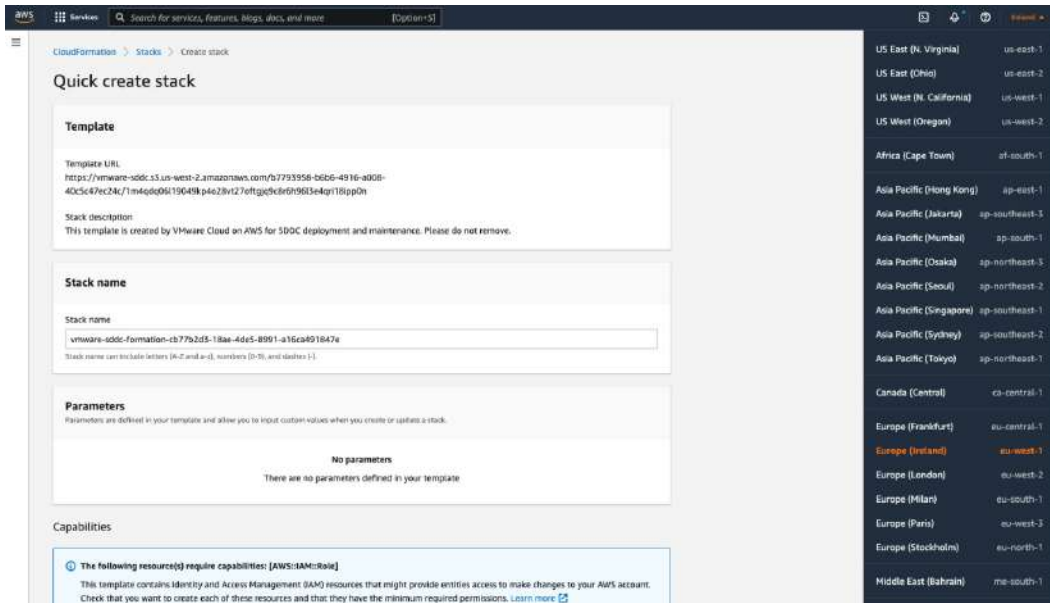 aws
Services
Search for services, features, blogs, docs, and more
[Option+S]
Ireland
CloudFormation > Stacks > Create stack
Quick create stack
Template
Template URL
https://vmware-sddc.s3.us-west-2.amazonaws.com/b7793958-b6b6-4916-a008-
Stack description
This template is created by VMware Cloud on AWS for SDDC deployment and maintenance. Please do not remove.
Stack name
Stack name
vmware-sddc-formation-cb77b2d3-18ae-4de5-8991-a16ca491847e
Stack name can include letters (A-Z and a-z), numbers (0-9), and dashes (-).
Parameters
Parameters are defined in your template and allow you to input custom values when you create or update a stack.
No parameters
There are no parameters defined in your template
Capabilities
The following resource(s) require capabilities: [AWS::IAM::Role]
This template contains Identity and Access Management (IAM) resources that might provide entities access to make changes to your AWS account.
Check that you want to create each of these resources and that they have the minimum required permissions. Learn more
US East (N. Virginia) us-east-1
US East (Ohio) us-east-2
US West (N. California) us-west-1
US West (Oregon) us-west-2
Africa (Cape Town) af-south-1
Asia Pacific (Hong Kong) ap-east-1
Asia Pacific (Jakarta) ap-southeast-3
Asia Pacific (Mumbai) ap-south-1
Asia Pacific (Osaka) ap-northeast-3
Asia Pacific (Seoul) ap-northeast-2
Asia Pacific (Singapore) ap-southeast-1
Asia Pacific (Sydney) ap-southeast-2
Asia Pacific (Tokyo) ap-northeast-1
Canada (Central) ca-central-1
Europe (Frankfurt) eu-central-1
Europe (Ireland) eu-west-1
Europe (London) eu-west-2
Europe (Milan) eu-south-1
Europe (Paris) eu-west-3
Europe (Stockholm) eu-north-1
Middle East (Bahrain) me-south-1